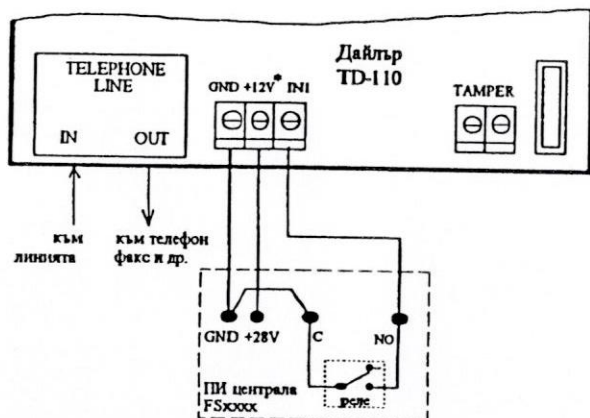 Дайлър
TD-110
TELEPHONE
LINE
IN OUT
GND +12V* IN1
TAMPER
към
линията
към телефон
факс и др.
GND +28V C NO
ПИ централа
FSxxxx
реле